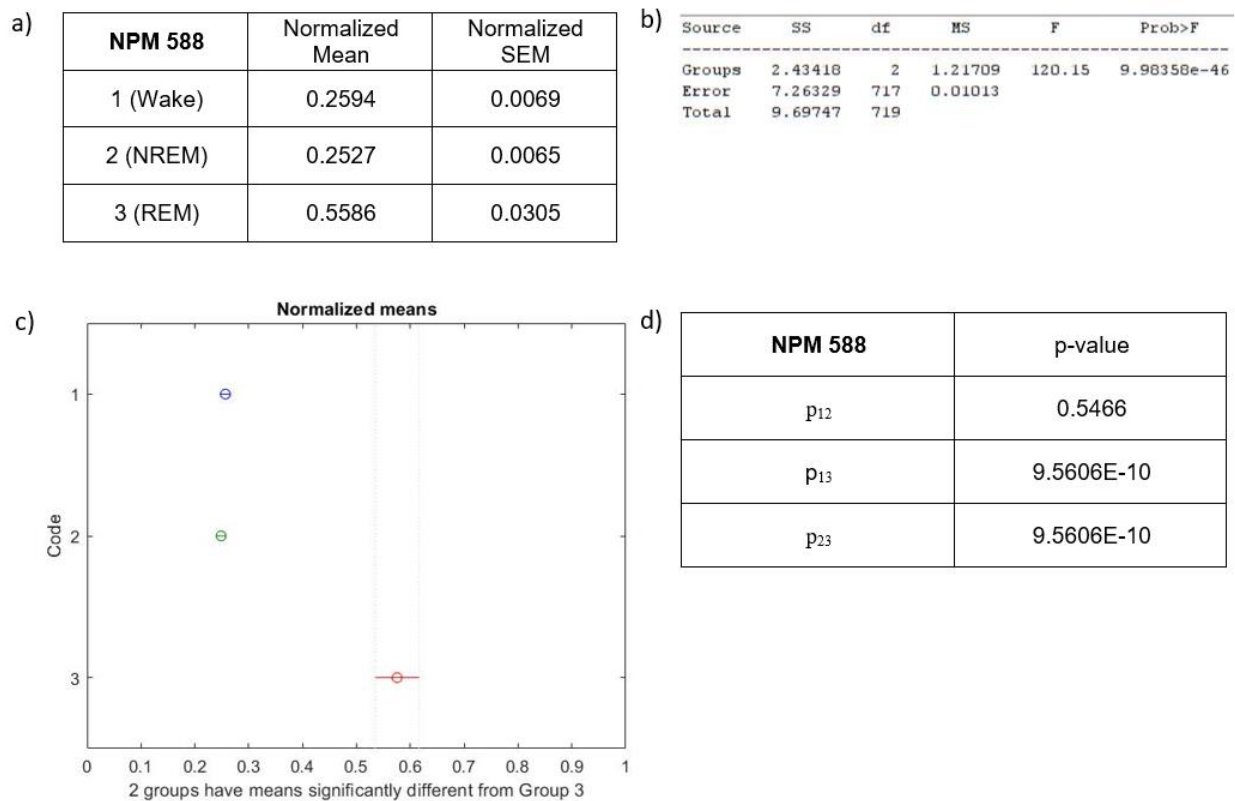 a)
NPM 588 Normalized Mean Normalized SEM
1 (Wake) 0.2594 0.0069
2 (NREM) 0.2527 0.0065
3 (REM) 0.5586 0.0305
b)
Source SS df MS F Prob>F
Groups 2.43418 2 1.21709 120.15 9.98358e-46
Error 7.26329 717 0.01013
Total 9.69747 719
c)
Normalized means
Code
1
2
3
0 0.1 0.2 0.3 0.4 0.5 0.6 0.7 0.8 0.9 1
2 groups have means significantly different from Group 3
d)
NPM 588 p-value
p12 0.5466
p13 9.5606E-10
p23 9.5606E-10